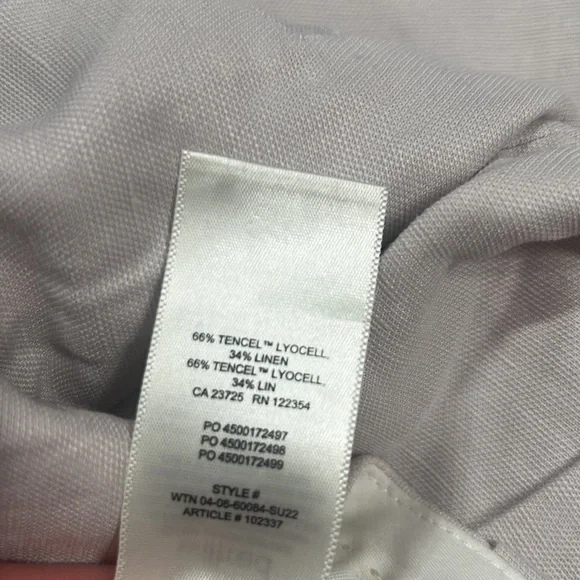 66% TENCEL™ LYOCELL,
34% LINEN
66% TENCEL™ LYOCELL,
34% LIN
CA 23725 RN 122354
PO 4500172497
PO 4500172498
PO 4500172499
STYLE #
WTN 04-06-60084-SU22
ARTICLE # 102337